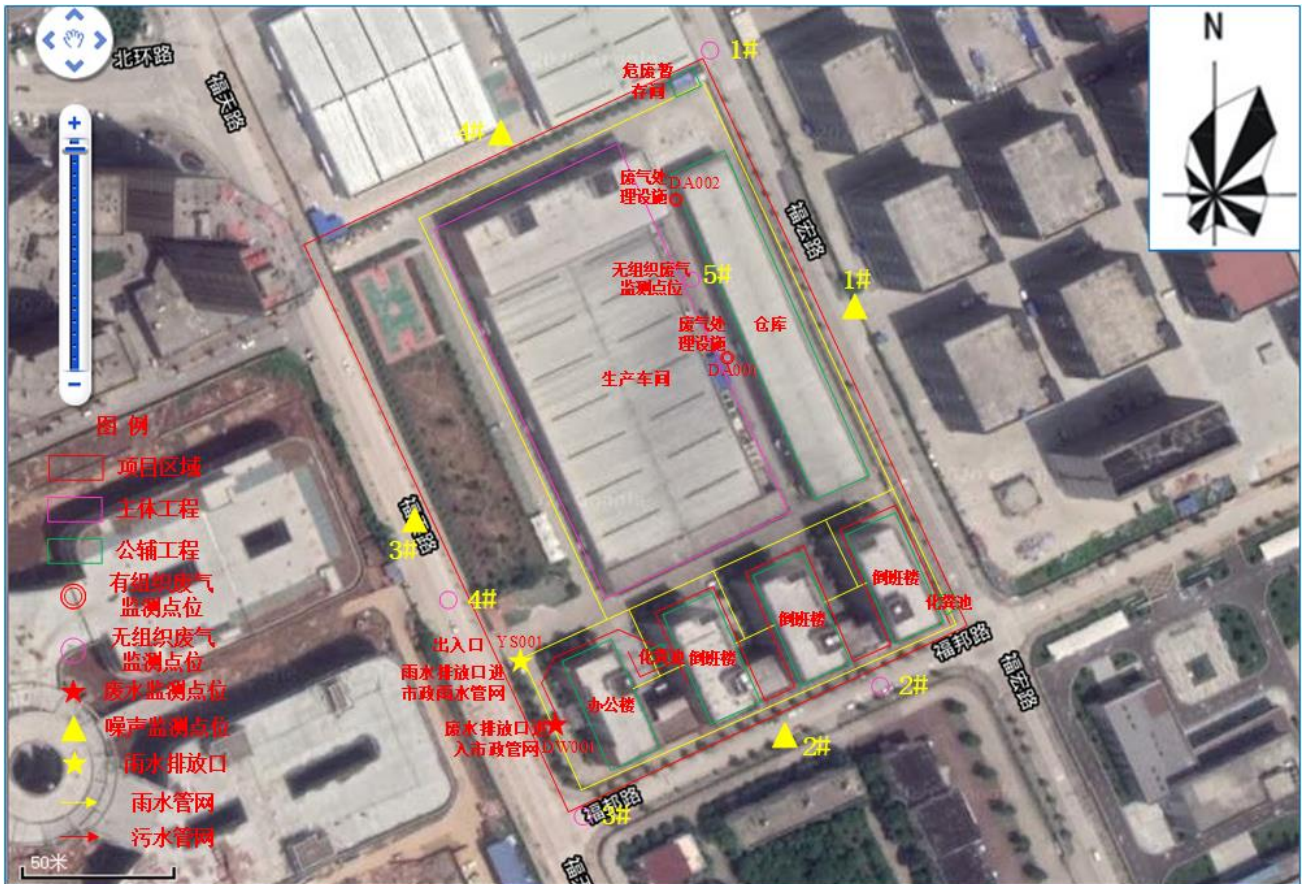 N
北环路
福天路
1#
危废暂
存间
4#
废气处
理设施
DA002
福宏路
无组织废气
监测点位
5#
1#
废气处
理设施
仓库
DA001
生产车间
图 例
项目区域
主体工程
公辅工程
有组织废气
监测点位
无组织废气
监测点位
废水监测点位
噪声监测点位
雨水排放口
雨水管网
污水管网
50米
3#
4#
出入口
YS001
雨水排放口进
市政雨水管网
废水排放口进
入市政管网
DW001
办公楼
化粪池
倒班楼
倒班楼
倒班楼
化粪池
福邦路
福宏路
2#
2#
福邦路
3#